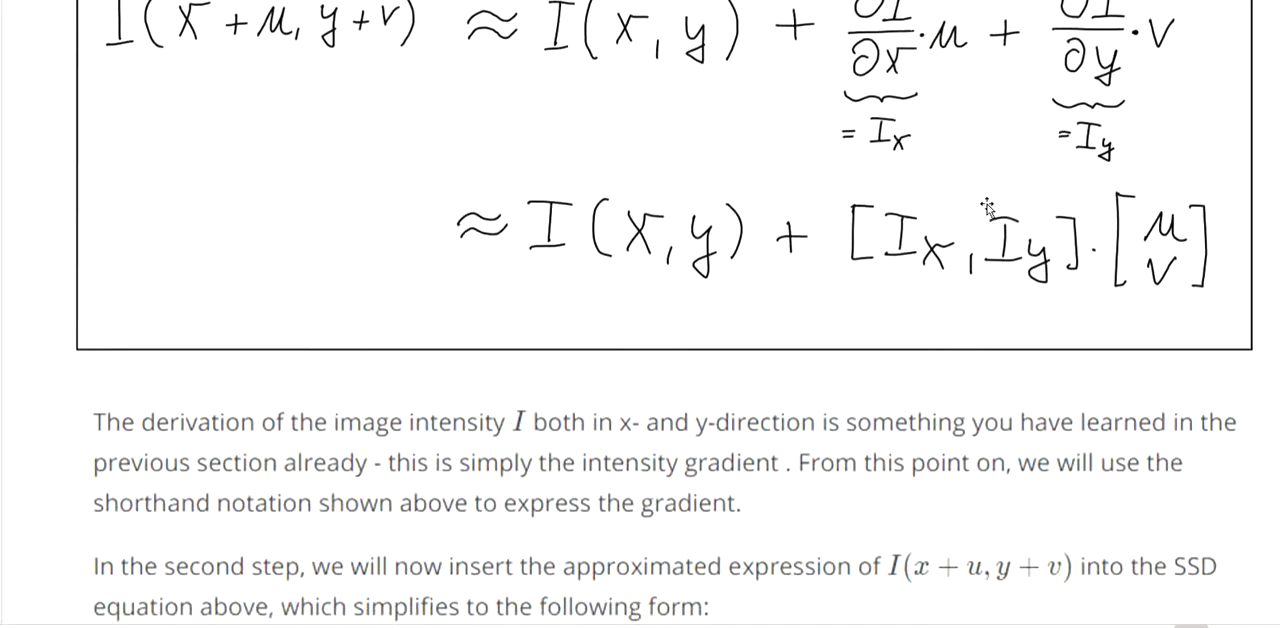 I(x+u, y+v) ≈ I(x, y) + ∂I/∂x · u + ∂I/∂y · v
= Ix = Iy
≈ I(x, y) + [Ix, Iy] · [u v]
The derivation of the image intensity I both in x- and y-direction is something you have learned in the
previous section already - this is simply the intensity gradient . From this point on, we will use the
shorthand notation shown above to express the gradient.
In the second step, we will now insert the approximated expression of I(x + u, y + v) into the SSD
equation above, which simplifies to the following form: